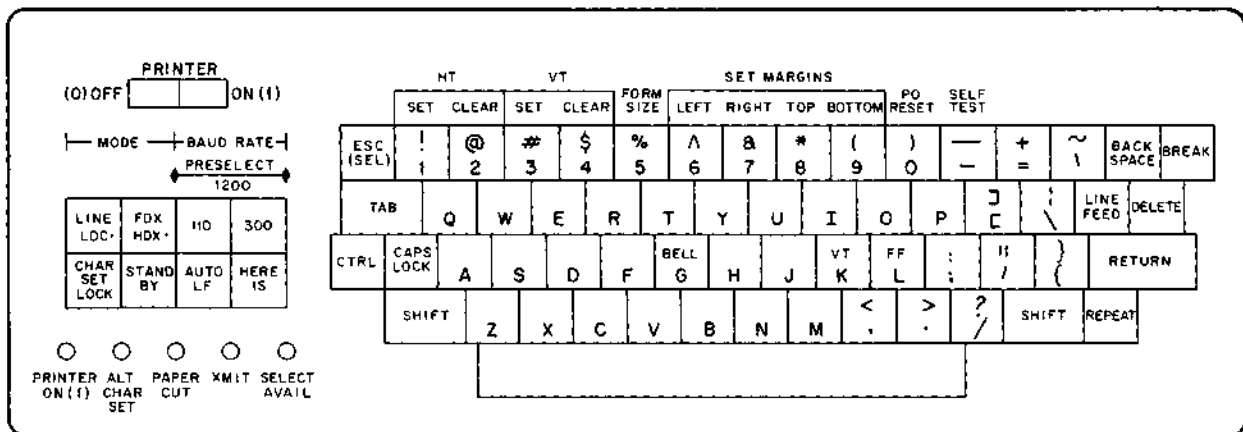 PRINTER
(0) OFF ON (1)
MODE BAUD RATE
PRESELECT
1200
LINE LOC• FDX HDX• 110 300
CHAR SET LOCK STAND BY AUTO LF HERE IS
PRINTER ON (1) ALT CHAR SET PAPER CUT XMIT SELECT AVAIL
HT VT SET MARGINS
SET CLEAR SET CLEAR FORM SIZE LEFT RIGHT TOP BOTTOM PO RESET SELF TEST
ESC (SEL) ! 1 @ 2 # 3 $ 4 % 5 ^ 6 & 7 * 8 ( 9 ) 0 — - + = ~ \ BACK SPACE BREAK
TAB Q W E R T Y U I O P ] [ ¦ \ LINE FEED DELETE
CTRL CAPS LOCK A S D F BELL G H J VT K FF L : ; " / } { RETURN
SHIFT Z X C V B N M < , > . ? / SHIFT REPEAT